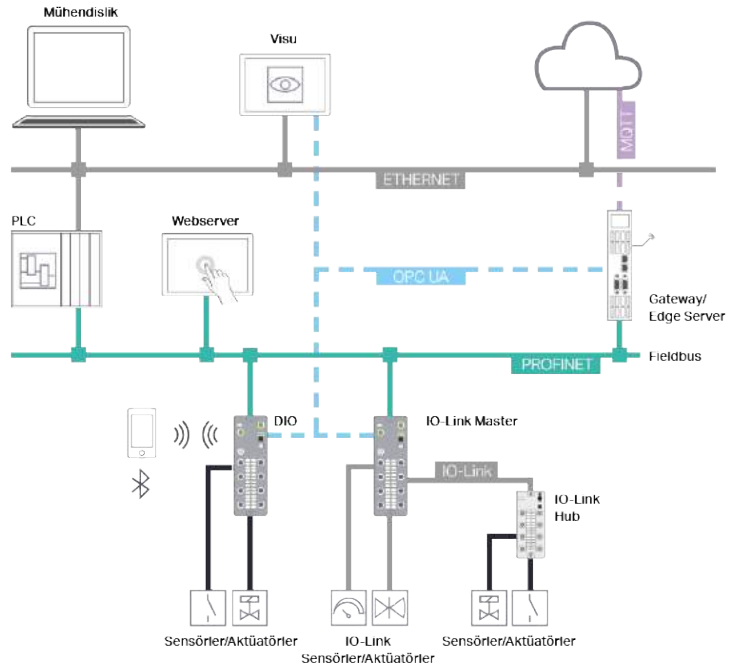 Mühendislik
Visu
MQTT
ETHERNET
PLC
Webserver
OPC UA
Gateway/
Edge Server
PROFINET
Fieldbus
DIO
IO-Link Master
IO-Link
IO-Link
Hub
Sensörler/Aktüatörler
IO-Link
Sensörler/Aktüatörler
Sensörler/Aktüatörler